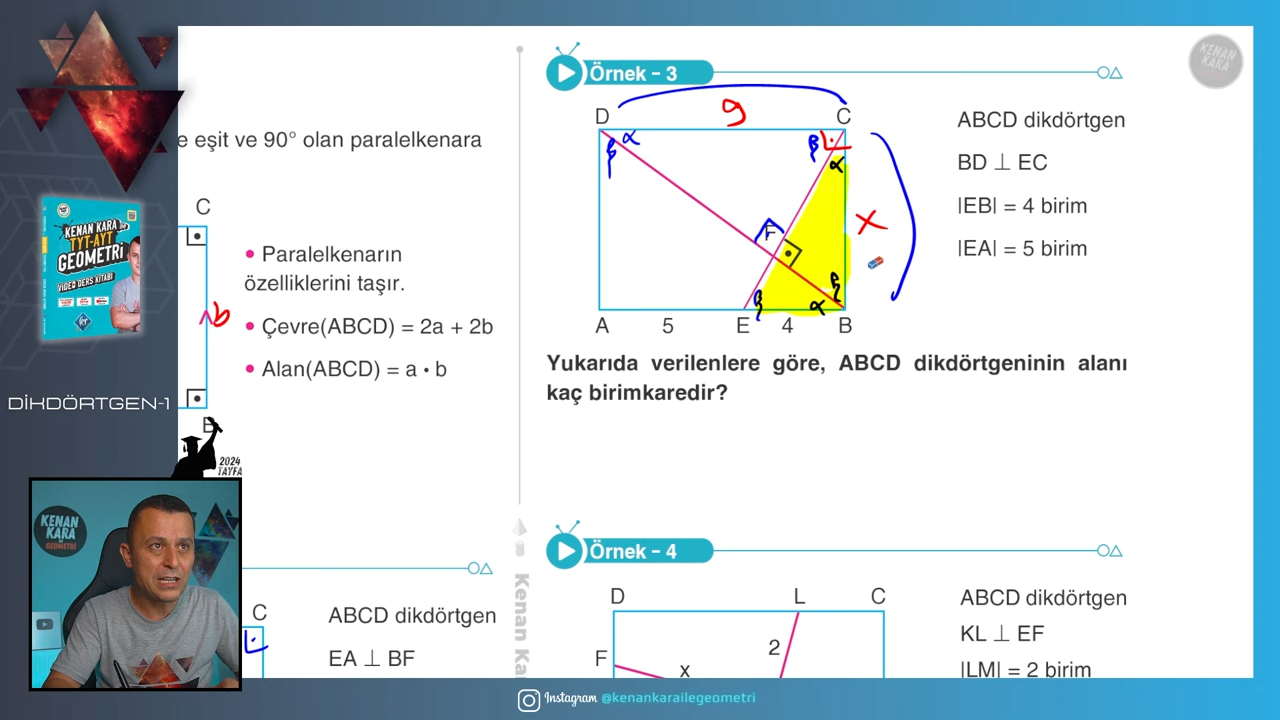 KENAN KARA
TYT-AYT
GEOMETRİ
VİDEO DERS KİTABI
DİKDÖRTGEN-1
2024
TAYFA
KENAN
KARA
GEOMETRİ
e eşit ve 90° olan paralelkenara
C
b
B
• Paralelkenarın
özelliklerini taşır.
• Çevre(ABCD) = 2a + 2b
• Alan(ABCD) = a • b
C
ABCD dikdörtgen
EA ⊥ BF
Kenan Ka
KENAN
KARA
Örnek - 3
9
D C
α β
β α
x
F
β α β
A 5 E 4 B
ABCD dikdörtgen
BD ⊥ EC
|EB| = 4 birim
|EA| = 5 birim
Yukarıda verilenlere göre, ABCD dikdörtgeninin alanı
kaç birimkaredir?
Örnek - 4
D L C
2
F x
ABCD dikdörtgen
KL ⊥ EF
|LM| = 2 birim
Instagram @kenankarailegeometri